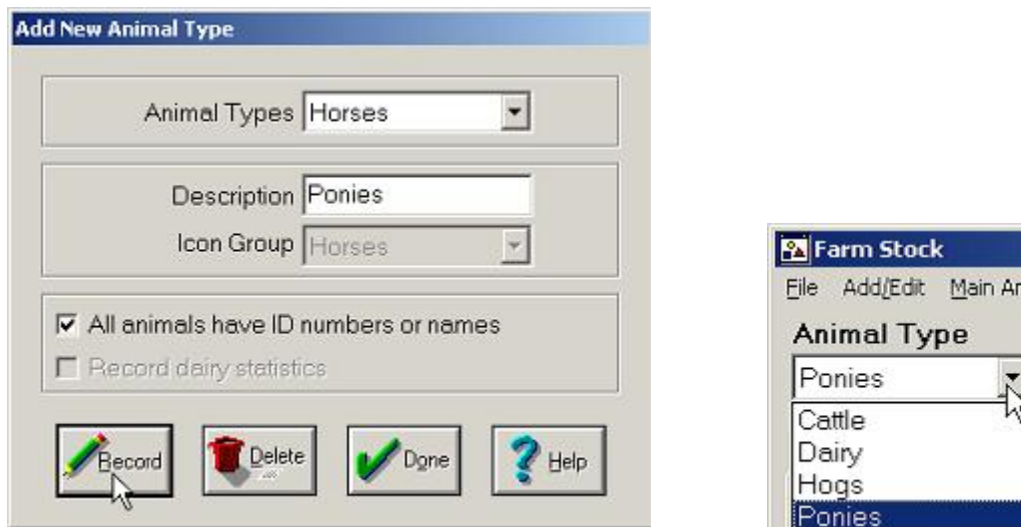 Add New Animal Type
Animal Types Horses
Description Ponies
Icon Group Horses
All animals have ID numbers or names
Record dairy statistics
Record Delete Done Help
Farm Stock
File Add/Edit Main
Animal Type
Ponies
Cattle
Dairy
Hogs
Ponies